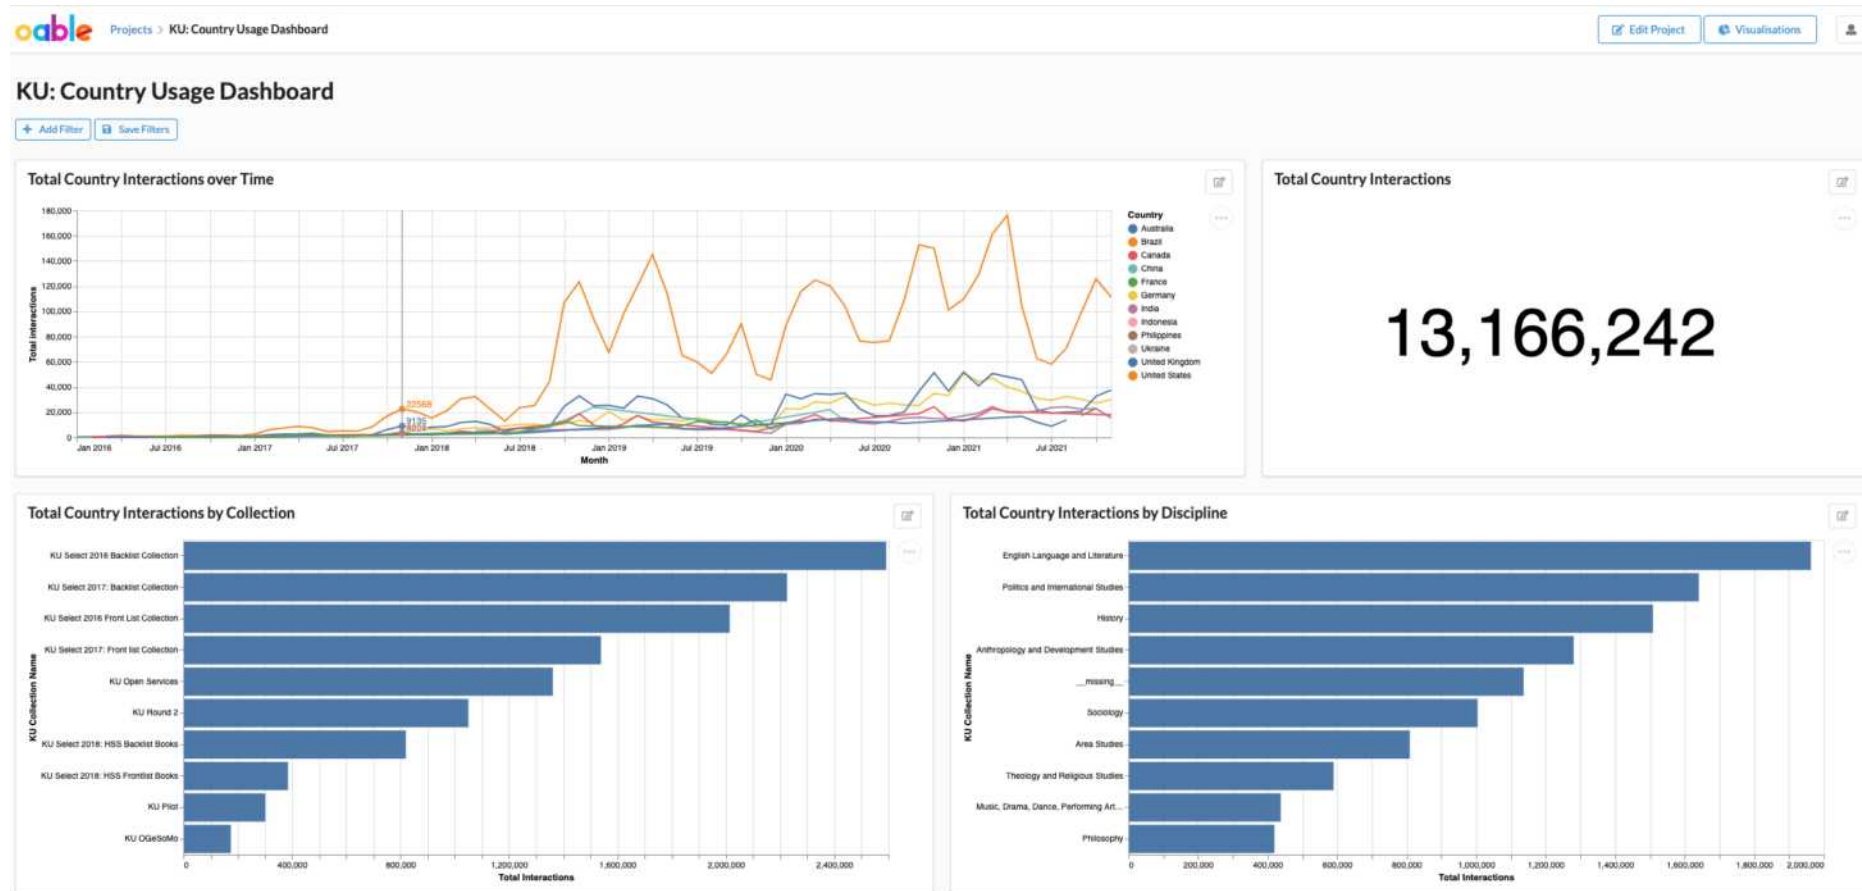 oable
Projects > KU: Country Usage Dashboard
Edit Project
Visualisations
KU: Country Usage Dashboard
+ Add Filter
Save Filters
Total Country Interactions over Time
Total interactions
180,000
160,000
140,000
120,000
100,000
80,000
60,000
40,000
20,000
0
22568
9135
Jan 2016 Jul 2016 Jan 2017 Jul 2017 Jan 2018 Jul 2018 Jan 2019 Jul 2019 Jan 2020 Jul 2020 Jan 2021 Jul 2021
Month
Country
Australia
Brazil
Canada
China
France
Germany
India
Indonesia
Philippines
Ukraine
United Kingdom
United States
Total Country Interactions
13,166,242
Total Country Interactions by Collection
KU Collection Name
KU Select 2016 Backlist Collection
KU Select 2017: Backlist Collection
KU Select 2016 Front List Collection
KU Select 2017: Front list Collection
KU Open Services
KU Round 2
KU Select 2018: HSS Backlist Books
KU Select 2018: HSS Frontlist Books
KU Pilot
KU OGeSoMo
0 400,000 800,000 1,200,000 1,600,000 2,000,000 2,400,000
Total Interactions
Total Country Interactions by Discipline
KU Collection Name
English Language and Literature
Politics and International Studies
History
Anthropology and Development Studies
__missing__
Sociology
Area Studies
Theology and Religious Studies
Music, Drama, Dance, Performing Art...
Philosophy
0 200,000 400,000 600,000 800,000 1,000,000 1,200,000 1,400,000 1,600,000 1,800,000 2,000,000
Total Interactions